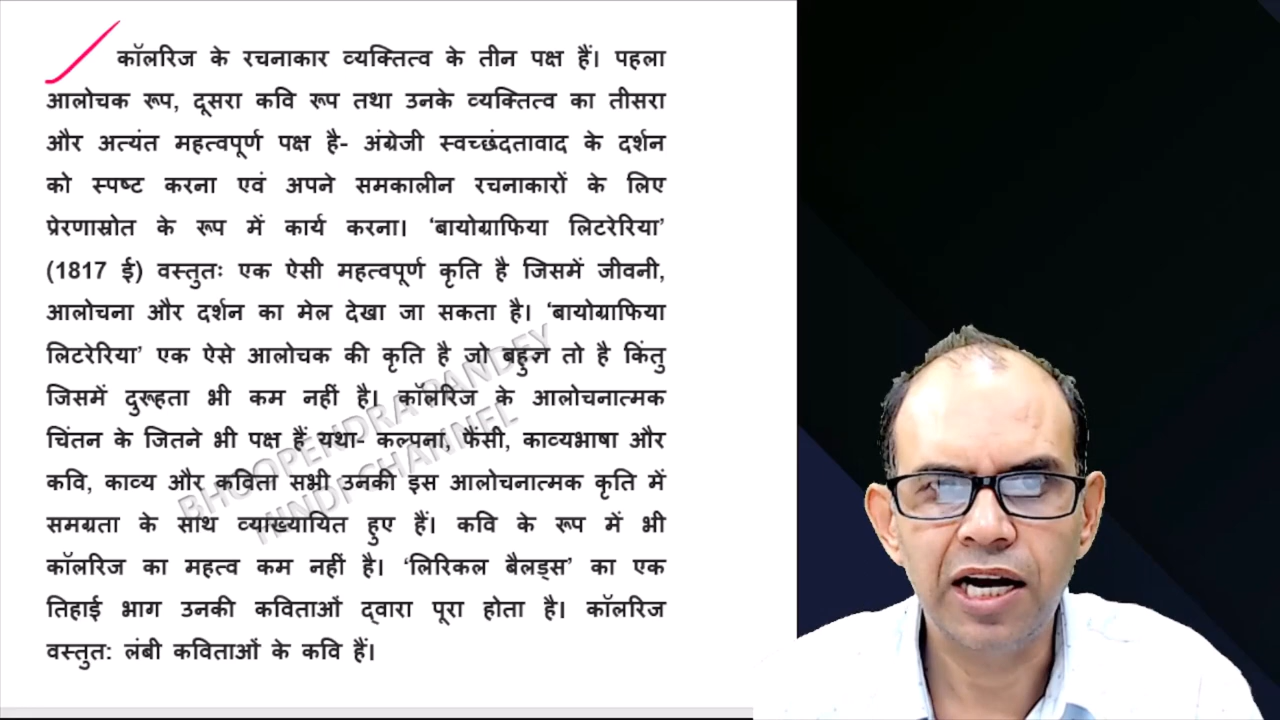 कॉलरिज के रचनाकार व्यक्तित्व के तीन पक्ष हैं। पहला
आलोचक रूप, दूसरा कवि रूप तथा उनके व्यक्तित्व का तीसरा
और अत्यंत महत्वपूर्ण पक्ष है- अंग्रेजी स्वच्छंदतावाद के दर्शन
को स्पष्ट करना एवं अपने समकालीन रचनाकारों के लिए
प्रेरणास्रोत के रूप में कार्य करना। ‘बायोग्राफिया लिटरेरिया’
(1817 ई) वस्तुतः एक ऐसी महत्वपूर्ण कृति है जिसमें जीवनी,
आलोचना और दर्शन का मेल देखा जा सकता है। ‘बायोग्राफिया
लिटरेरिया’ एक ऐसे आलोचक की कृति है जो बहुज्ञ तो है किंतु
जिसमें दुरूहता भी कम नहीं है। कॉलरिज के आलोचनात्मक
चिंतन के जितने भी पक्ष हैं यथा- कल्पना, फैंसी, काव्यभाषा और
कवि, काव्य और कविता सभी उनकी इस आलोचनात्मक कृति में
समग्रता के साथ व्याख्यायित हुए हैं। कवि के रूप में भी
कॉलरिज का महत्व कम नहीं है। ‘लिरिकल बैलड्स’ का एक
तिहाई भाग उनकी कविताओं द्वारा पूरा होता है। कॉलरिज
वस्तुत: लंबी कविताओं के कवि हैं।
BHOOPENDRA PANDEY
HINDI CHANNEL